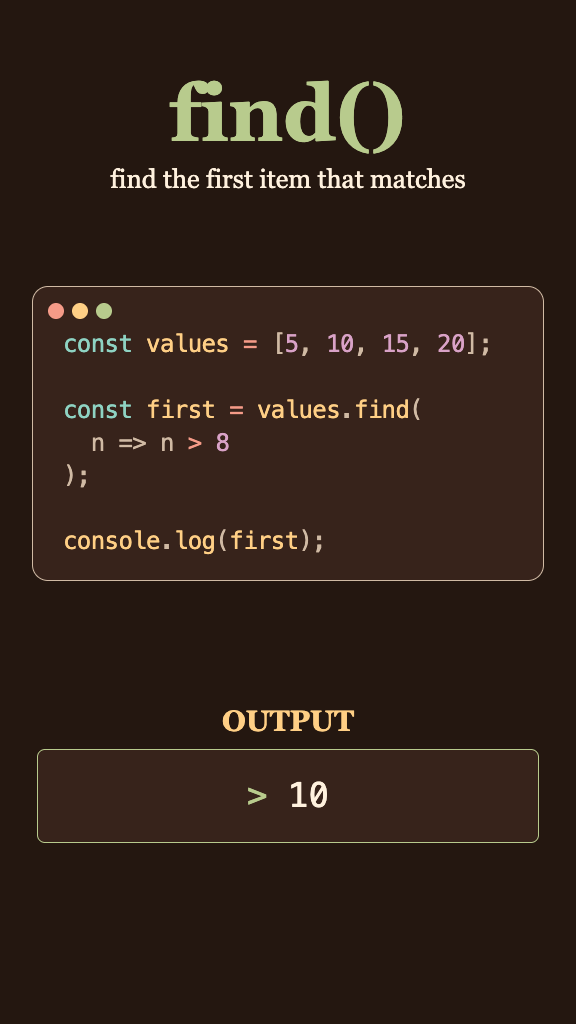 find()
find the first item that matches
const values = [5, 10, 15, 20];
const first = values.find(
  n => n > 8
);
console.log(first);
OUTPUT
> 10